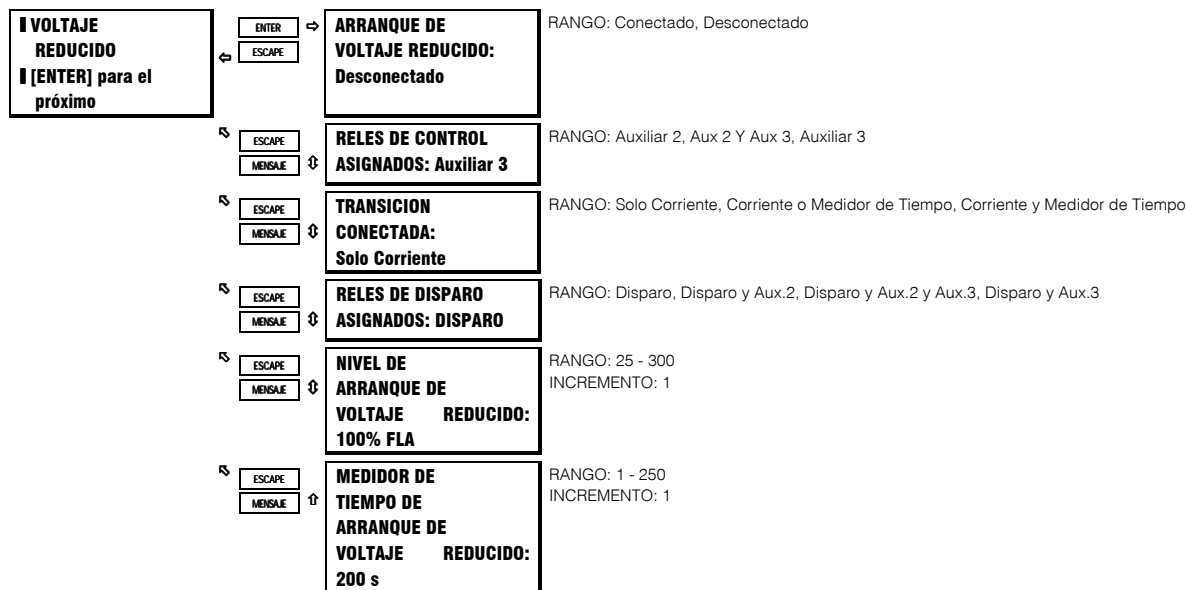 VOLTAJE
REDUCIDO
[ENTER] para el
próximo
ENTER
ESCAPE
ARRANQUE DE
VOLTAJE REDUCIDO:
Desconectado
RANGO: Conectado, Desconectado
ESCAPE
MENSAJE
RELES DE CONTROL
ASIGNADOS: Auxiliar 3
RANGO: Auxiliar 2, Aux 2 Y Aux 3, Auxiliar 3
ESCAPE
MENSAJE
TRANSICION
CONECTADA:
Solo Corriente
RANGO: Solo Corriente, Corriente o Medidor de Tiempo, Corriente y Medidor de Tiempo
ESCAPE
MENSAJE
RELES DE DISPARO
ASIGNADOS: DISPARO
RANGO: Disparo, Disparo y Aux.2, Disparo y Aux.2 y Aux.3, Disparo y Aux.3
ESCAPE
MENSAJE
NIVEL DE
ARRANQUE DE
VOLTAJE REDUCIDO:
100% FLA
RANGO: 25 - 300
INCREMENTO: 1
ESCAPE
MENSAJE
MEDIDOR DE
TIEMPO DE
ARRANQUE DE
VOLTAJE REDUCIDO:
200 s
RANGO: 1 - 250
INCREMENTO: 1